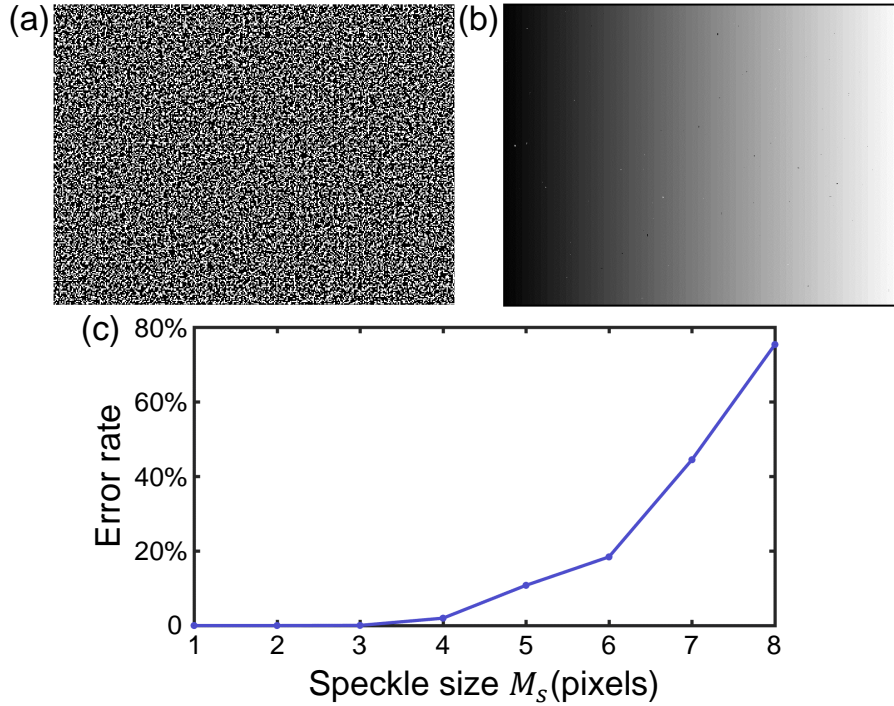 (a)
(b)
(c)
80%
60%
40%
20%
0
Error rate
1 2 3 4 5 6 7 8
Speckle size M_s(pixels)